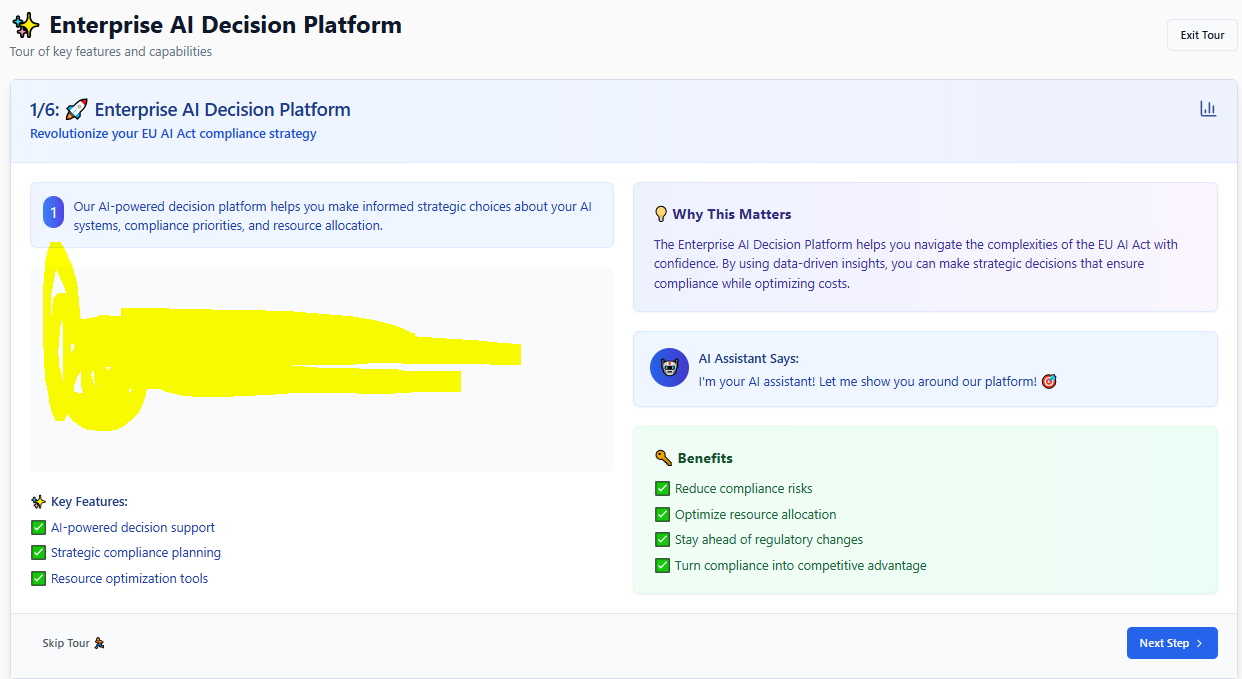 Enterprise AI Decision Platform
Tour of key features and capabilities
Exit Tour
1/6: 🚀 Enterprise AI Decision Platform
Revolutionize your EU AI Act compliance strategy
1
Our AI-powered decision platform helps you make informed strategic choices about your AI
systems, compliance priorities, and resource allocation.
Key Features:
AI-powered decision support
Strategic compliance planning
Resource optimization tools
Why This Matters
The Enterprise AI Decision Platform helps you navigate the complexities of the EU AI Act with
confidence. By using data-driven insights, you can make strategic decisions that ensure
compliance while optimizing costs.
AI Assistant Says:
I'm your AI assistant! Let me show you around our platform! 🎯
Benefits
Reduce compliance risks
Optimize resource allocation
Stay ahead of regulatory changes
Turn compliance into competitive advantage
Skip Tour
Next Step